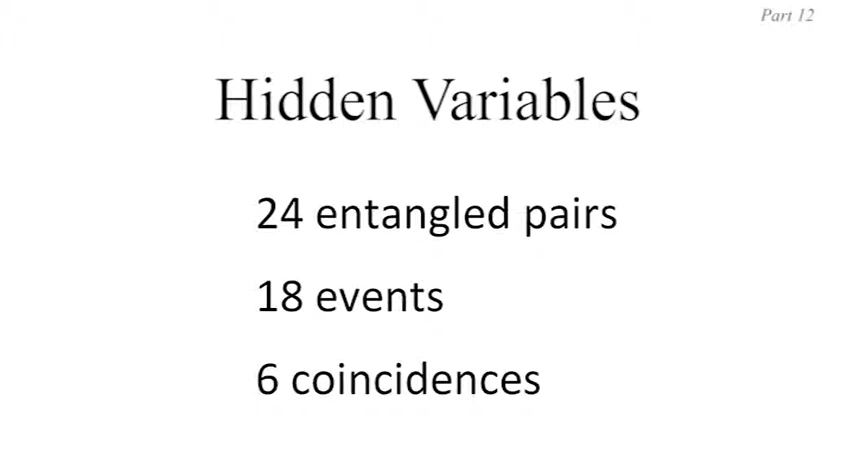 Part 12
Hidden Variables
24 entangled pairs
18 events
6 coincidences